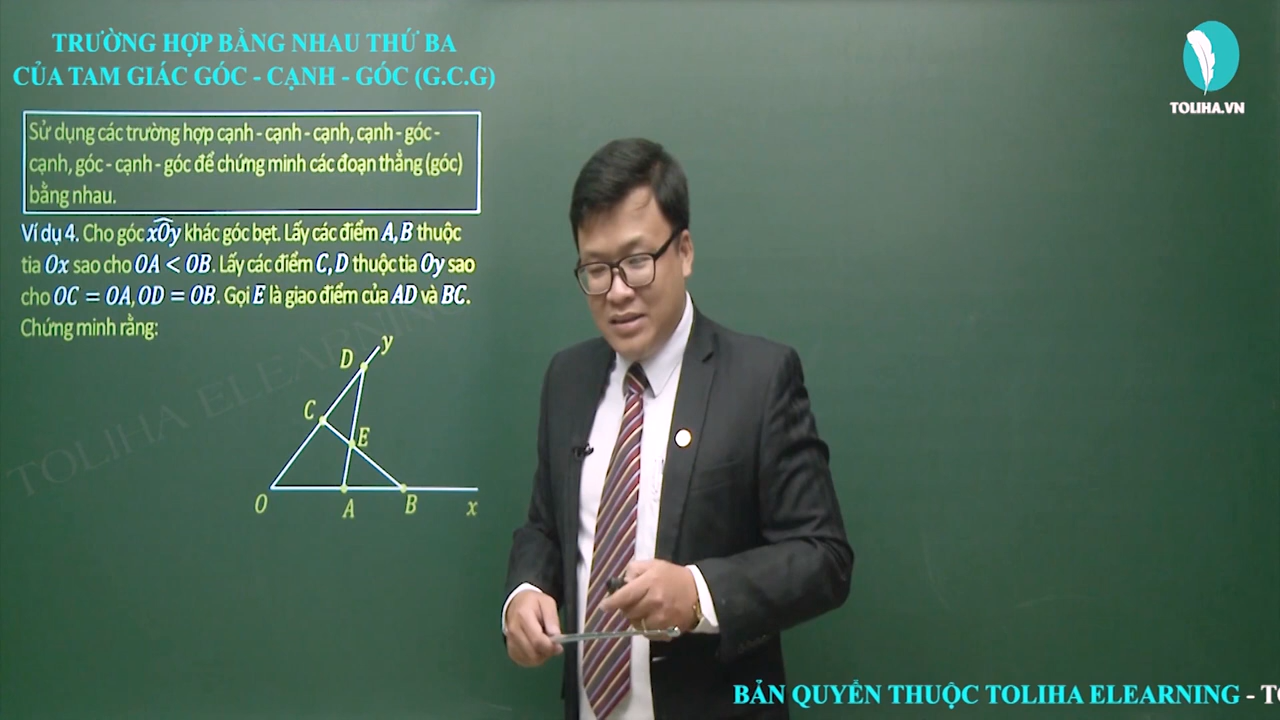 TRƯỜNG HỢP BẰNG NHAU THỨ BA
CỦA TAM GIÁC GÓC - CẠNH - GÓC (G.C.G)
TOLIHA.VN
Sử dụng các trường hợp cạnh - cạnh - cạnh, cạnh - góc -
cạnh, góc - cạnh - góc để chứng minh các đoạn thẳng (góc)
bằng nhau.
Ví dụ 4. Cho góc xOy khác góc bẹt. Lấy các điểm A, B thuộc
tia Ox sao cho OA < OB. Lấy các điểm C, D thuộc tia Oy sao
cho OC = OA, OD = OB. Gọi E là giao điểm của AD và BC.
Chứng minh rằng:
D y
C
E
O A B x
TOLIHA ELEARNING
BẢN QUYỀN THUỘC TOLIHA ELEARNING - TO